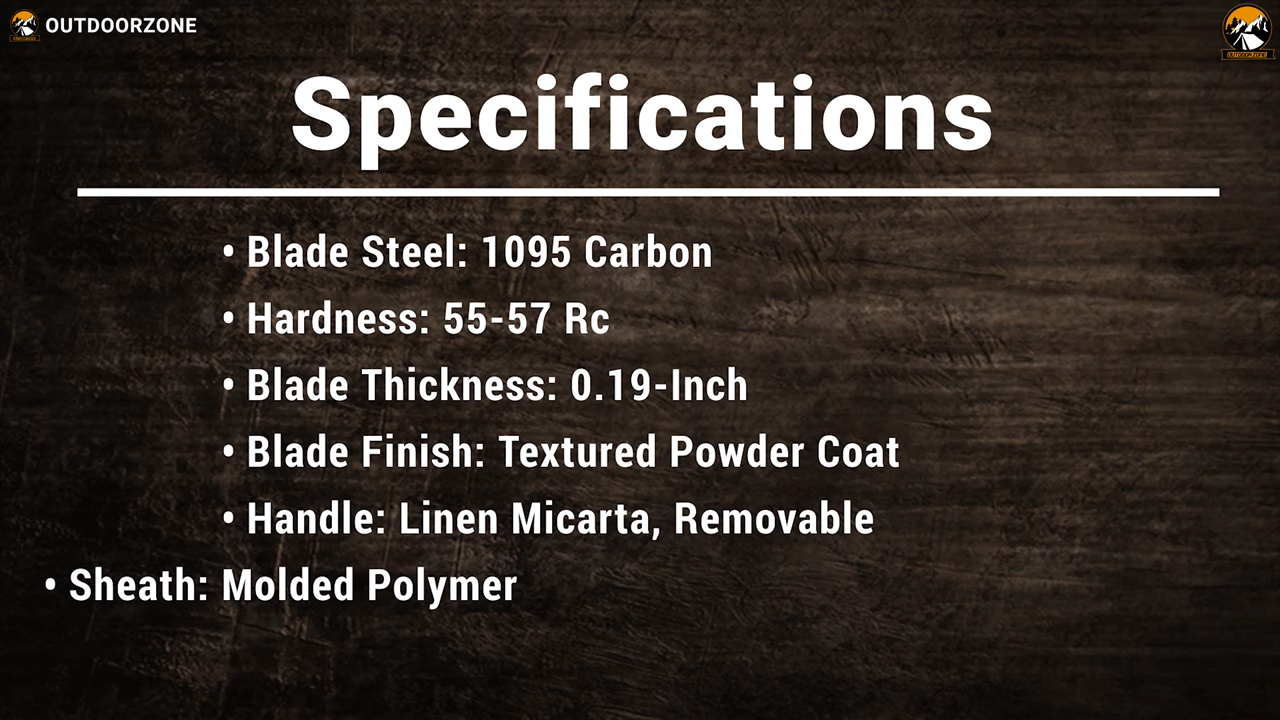 OUTDOORZONE
OUTDOORZONE
Specifications
• Blade Steel: 1095 Carbon
• Hardness: 55-57 Rc
• Blade Thickness: 0.19-Inch
• Blade Finish: Textured Powder Coat
• Handle: Linen Micarta, Removable
• Sheath: Molded Polymer